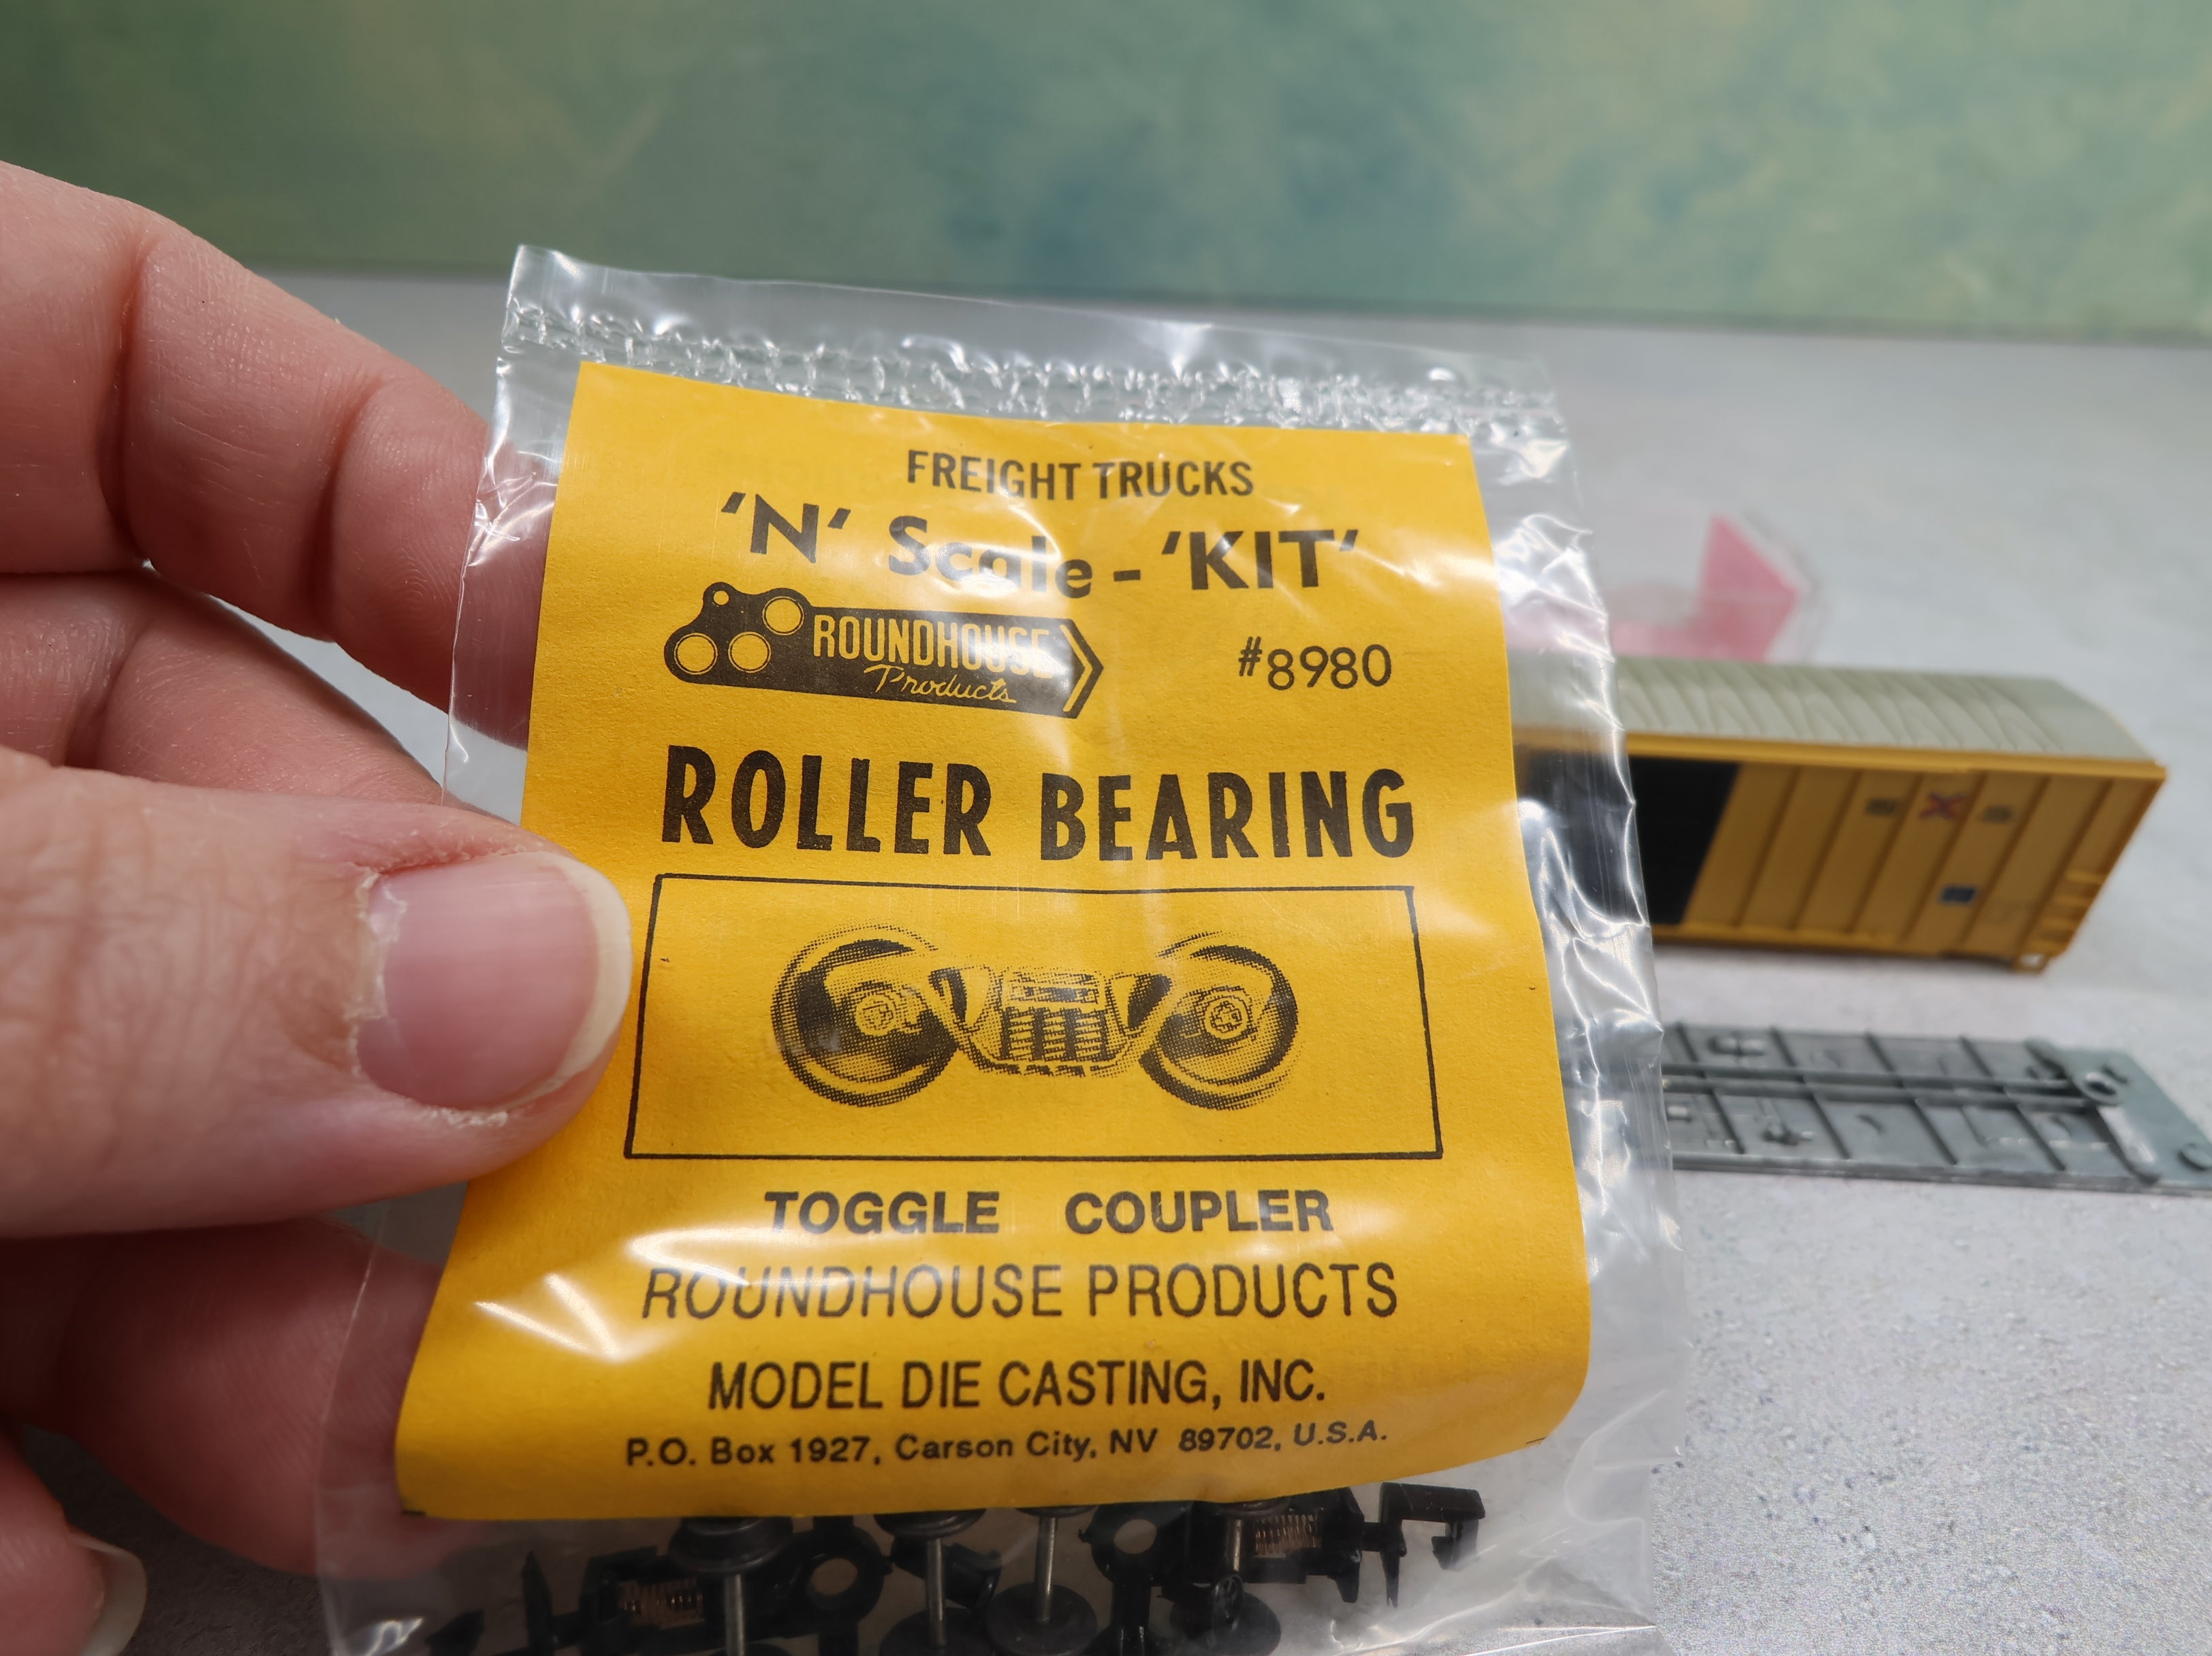 FREIGHT TRUCKS
'N' Scale - 'KIT'
ROUNDHOUSE
Products
#8980
ROLLER BEARING
TOGGLE COUPLER
ROUNDHOUSE PRODUCTS
MODEL DIE CASTING, INC.
P.O. Box 1927, Carson City, NV 89702, U.S.A.